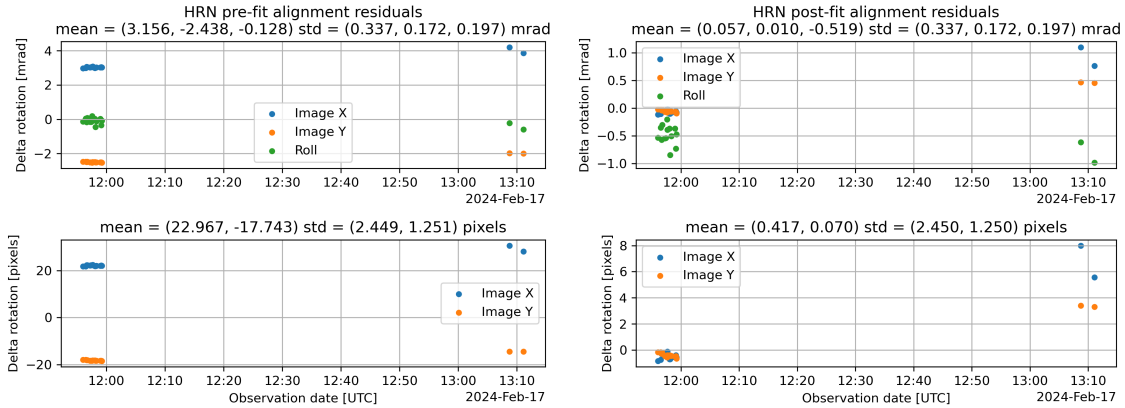 HRN pre-fit alignment residuals
mean = (3.156, -2.438, -0.128) std = (0.337, 0.172, 0.197) mrad
Delta rotation [mrad]
4
2
0
−2
Image X
Image Y
Roll
12:00
12:10
12:20
12:30
12:40
12:50
13:00
13:10
2024-Feb-17
HRN post-fit alignment residuals
mean = (0.057, 0.010, -0.519) std = (0.337, 0.172, 0.197) mrad
Delta rotation [mrad]
1.0
0.5
0.0
−0.5
−1.0
Image X
Image Y
Roll
12:00
12:10
12:20
12:30
12:40
12:50
13:00
13:10
2024-Feb-17
mean = (22.967, -17.743) std = (2.449, 1.251) pixels
Delta rotation [pixels]
20
0
−20
Image X
Image Y
12:00
12:10
12:20
12:30
12:40
12:50
13:00
13:10
Observation date [UTC]
2024-Feb-17
mean = (0.417, 0.070) std = (2.450, 1.250) pixels
Delta rotation [pixels]
8
6
4
2
0
Image X
Image Y
12:00
12:10
12:20
12:30
12:40
12:50
13:00
13:10
Observation date [UTC]
2024-Feb-17